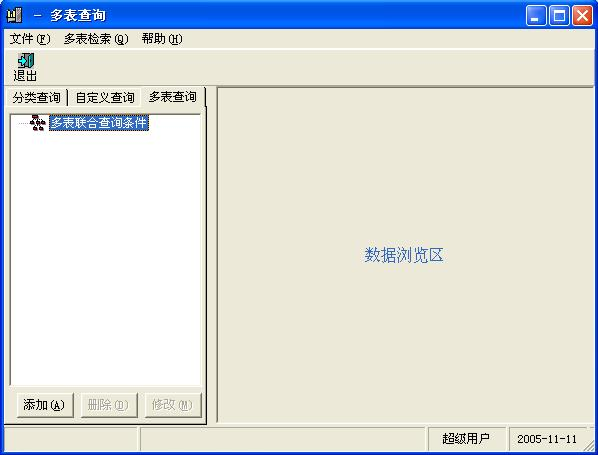 - 多表查询
文件(F) 多表检索(Q) 帮助(H)
退出
分类查询 自定义查询 多表查询
多表联合查询条件
数据浏览区
添加(A) 删除(D) 修改(M)
超级用户 2005-11-11